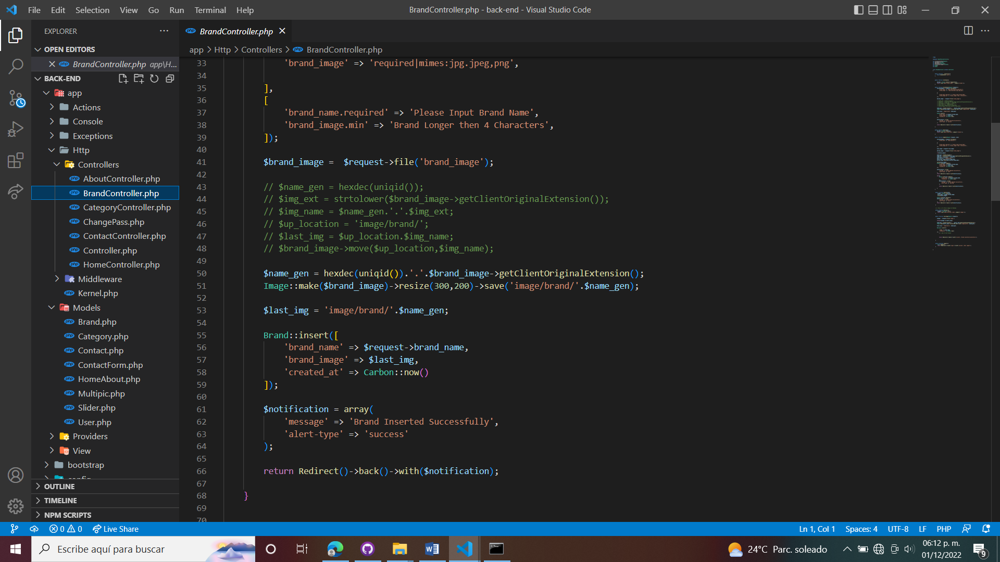 File Edit Selection View Go Run Terminal Help
BrandController.php - back-end - Visual Studio Code
EXPLORER
OPEN EDITORS
BrandController.php app\H...
BACK-END
app
Actions
Console
Exceptions
Http
Controllers
AboutController.php
BrandController.php
CategoryController.php
ChangePass.php
ContactController.php
Controller.php
HomeController.php
Middleware
Kernel.php
Models
Brand.php
Category.php
Contact.php
ContactForm.php
HomeAbout.php
Multipic.php
Slider.php
User.php
Providers
View
bootstrap
config
OUTLINE
TIMELINE
NPM SCRIPTS
BrandController.php
app > Http > Controllers > BrandController.php
33 'brand_image' => 'required|mimes:jpg.jpeg,png',
34
35 ],
36 [
37 'brand_name.required' => 'Please Input Brand Name',
38 'brand_image.min' => 'Brand Longer then 4 Characters',
39 ]);
40
41 $brand_image =  $request->file('brand_image');
42
43 // $name_gen = hexdec(uniqid());
44 // $img_ext = strtolower($brand_image->getClientOriginalExtension());
45 // $img_name = $name_gen.'.'.$img_ext;
46 // $up_location = 'image/brand/';
47 // $last_img = $up_location.$img_name;
48 // $brand_image->move($up_location,$img_name);
49
50 $name_gen = hexdec(uniqid()).'.'.$brand_image->getClientOriginalExtension();
51 Image::make($brand_image)->resize(300,200)->save('image/brand/'.$name_gen);
52
53 $last_img = 'image/brand/'.$name_gen;
54
55 Brand::insert([
56 'brand_name' => $request->brand_name,
57 'brand_image' => $last_img,
58 'created_at' => Carbon::now()
59 ]);
60
61 $notification = array(
62 'message' => 'Brand Inserted Successfully',
63 'alert-type' => 'success'
64 );
65
66 return Redirect()->back()->with($notification);
67
68 }
69
70
0 0 Live Share
Ln 1, Col 1 Spaces: 4 UTF-8 LF PHP
Escribe aquí para buscar
24°C Parc. soleado
06:12 p. m.
01/12/2022
9